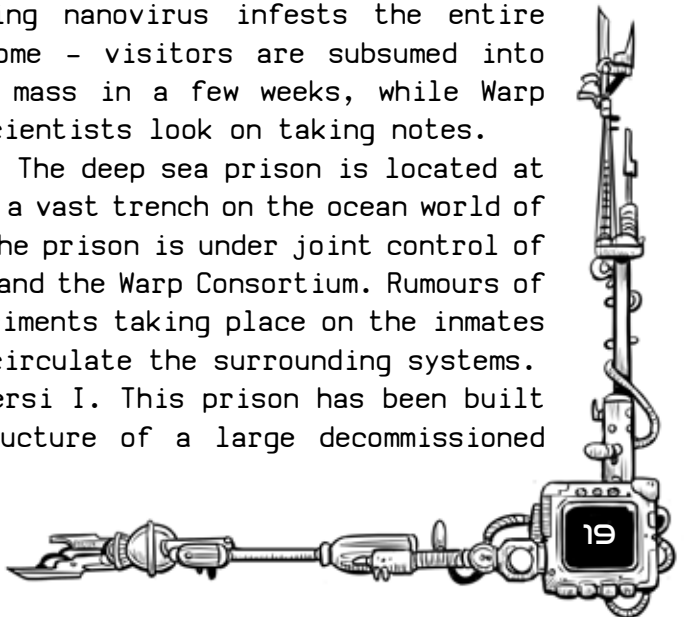 ing nanovirus infests the entire
ome – visitors are subsumed into
mass in a few weeks, while Warp
cientists look on taking notes.
The deep sea prison is located at
a vast trench on the ocean world of
he prison is under joint control of
and the Warp Consortium. Rumours of
iments taking place on the inmates
circulate the surrounding systems.
ersi I. This prison has been built
ucture of a large decommissioned
19